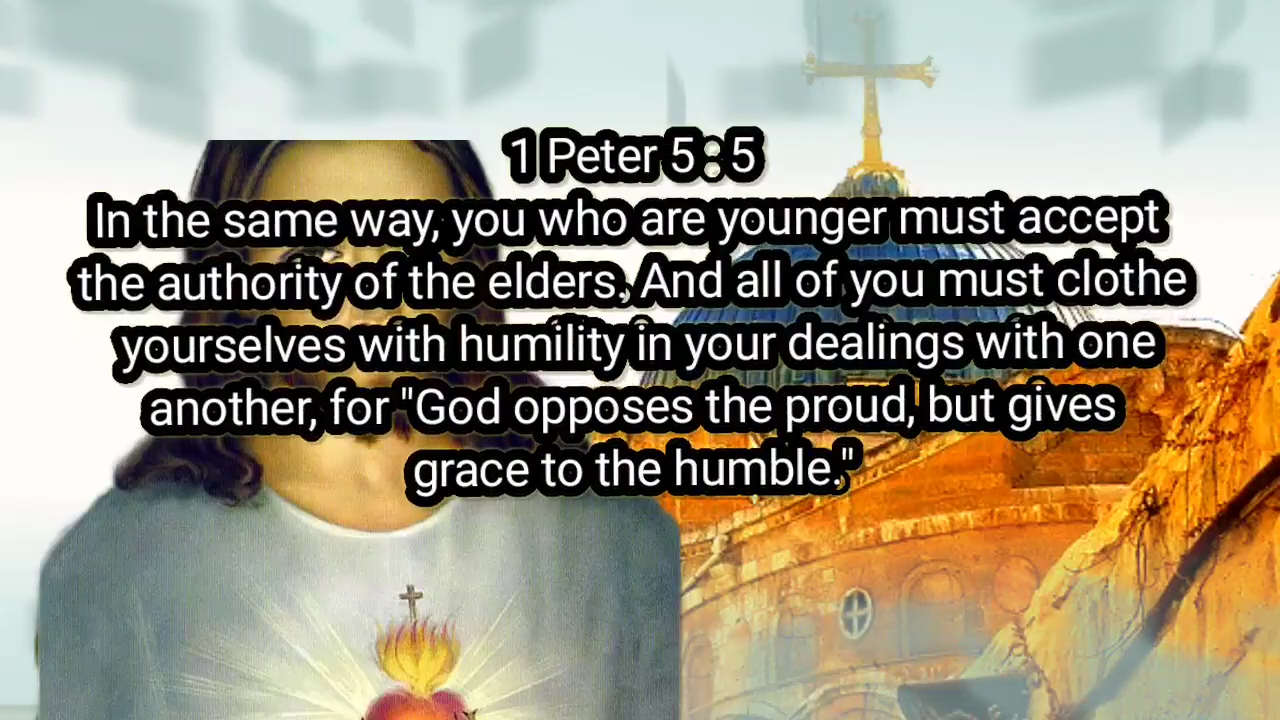 1 Peter 5 : 5
In the same way, you who are younger must accept
the authority of the elders. And all of you must clothe
yourselves with humility in your dealings with one
another, for "God opposes the proud, but gives
grace to the humble."